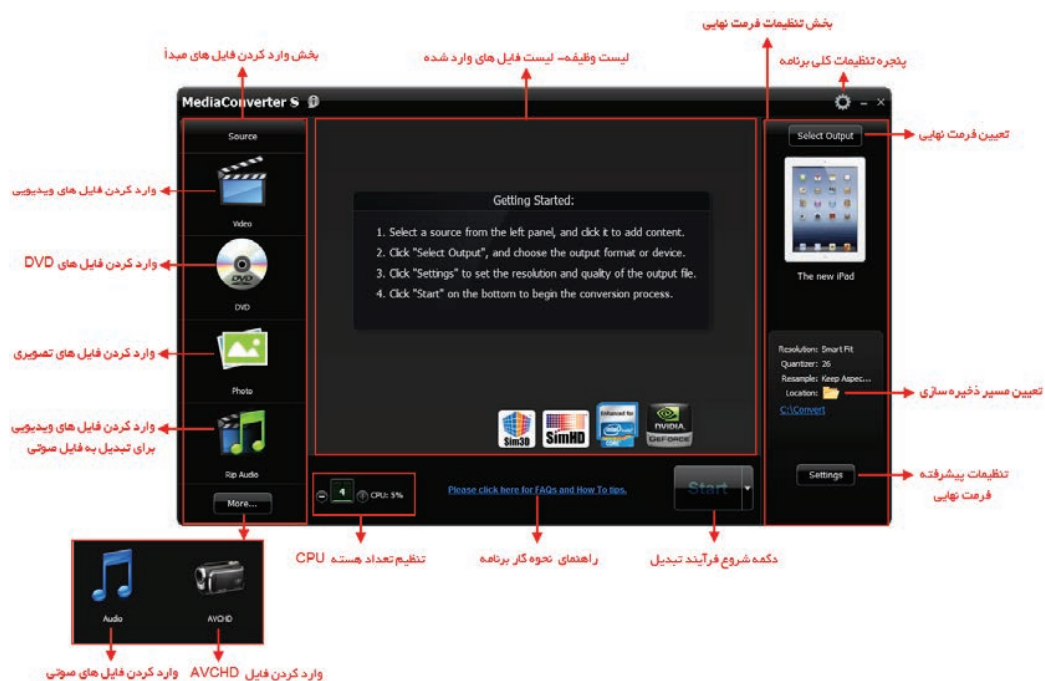 بخش تنظیمات فرمت نهایی
بخش وارد کردن فایل های مبدأ
لیست وظیفه- لیست فایل های وارد شده
پنجره تنظیمات کلی برنامه
MediaConverter
Source
Select Output
تعیین فرمت نهایی
وارد کردن فایل های ویدیویی
Video
Getting Started:
1. Select a source from the left panel, and click it to add content.
2. Click "Select Output", and choose the output format or device.
3. Click "Settings" to set the resolution and quality of the output file.
4. Click "Start" on the bottom to begin the conversion process.
وارد کردن فایل های DVD
DVD
DVD
The new iPad
وارد کردن فایل های تصویری
Photo
Resolution: Smart Fit
Quantizer: 26
Resample: Keep Aspec...
Location:
C:\Convert
تعیین مسیر ذخیره سازی
وارد کردن فایل های ویدیویی
برای تبدیل به فایل صوتی
Rip Audio
Sim3D
SimHD
Enhanced for
CORE
NVIDIA
GEFORCE
More...
4
CPU: 5%
Please click here for FAQs and How To tips.
Start
Settings
تنظیمات پیشرفته
فرمت نهایی
تنظیم تعداد هسته CPU
راهنمای نحوه کار برنامه
دکمه شروع فرآیند تبدیل
Audio
AVCHD
وارد کردن فایل های صوتی
وارد کردن فایل AVCHD